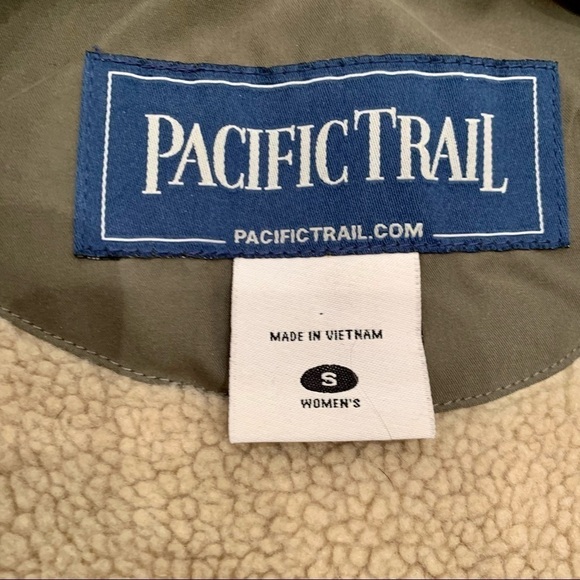 PACIFIC TRAIL
PACIFICTRAIL.COM
MADE IN VIETNAM
S
WOMEN'S